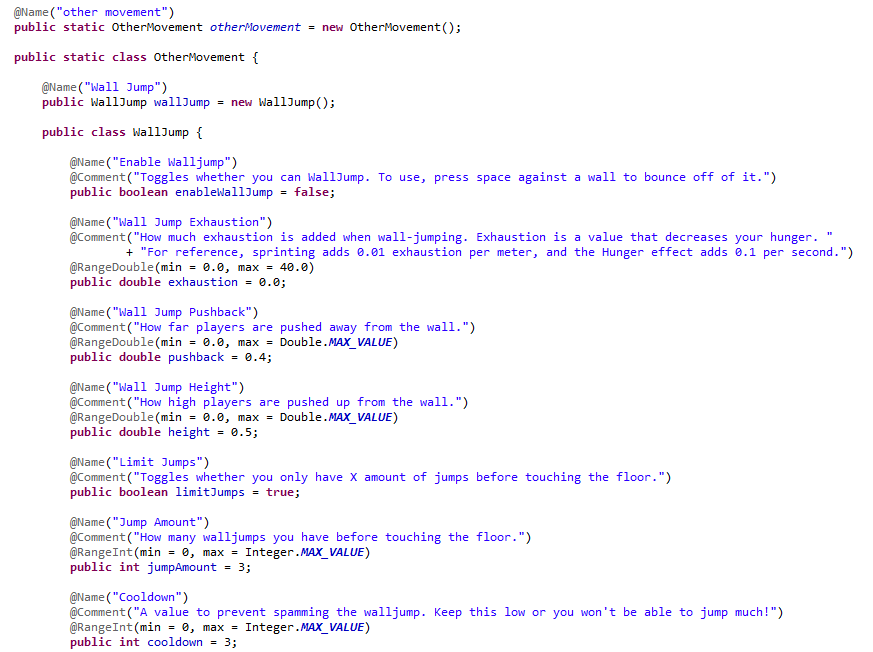 @Name("other movement")
public static OtherMovement otherMovement = new OtherMovement();
public static class OtherMovement {
@Name("Wall Jump")
public WallJump wallJump = new WallJump();
public class WallJump {
@Name("Enable Walljump")
@Comment("Toggles whether you can WallJump. To use, press space against a wall to bounce off of it.")
public boolean enableWallJump = false;
@Name("Wall Jump Exhaustion")
@Comment("How much exhaustion is added when wall-jumping. Exhaustion is a value that decreases your hunger. "
+ "For reference, sprinting adds 0.01 exhaustion per meter, and the Hunger effect adds 0.1 per second.")
@RangeDouble(min = 0.0, max = 40.0)
public double exhaustion = 0.0;
@Name("Wall Jump Pushback")
@Comment("How far players are pushed away from the wall.")
@RangeDouble(min = 0.0, max = Double.MAX_VALUE)
public double pushback = 0.4;
@Name("Wall Jump Height")
@Comment("How high players are pushed up from the wall.")
@RangeDouble(min = 0.0, max = Double.MAX_VALUE)
public double height = 0.5;
@Name("Limit Jumps")
@Comment("Toggles whether you only have X amount of jumps before touching the floor.")
public boolean limitJumps = true;
@Name("Jump Amount")
@Comment("How many walljumps you have before touching the floor.")
@RangeInt(min = 0, max = Integer.MAX_VALUE)
public int jumpAmount = 3;
@Name("Cooldown")
@Comment("A value to prevent spamming the walljump. Keep this low or you won't be able to jump much!")
@RangeInt(min = 0, max = Integer.MAX_VALUE)
public int cooldown = 3;